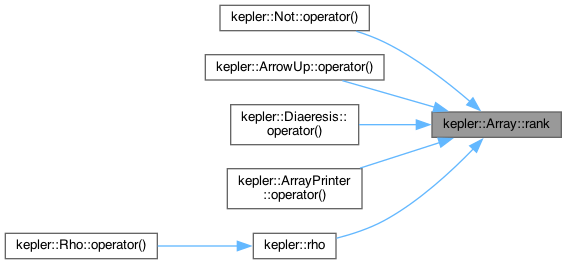 kepler::Not::operator()
kepler::ArrowUp::operator()
kepler::Diaeresis::
operator()
kepler::Array::rank
kepler::ArrayPrinter
::operator()
kepler::Rho::operator()
kepler::rho